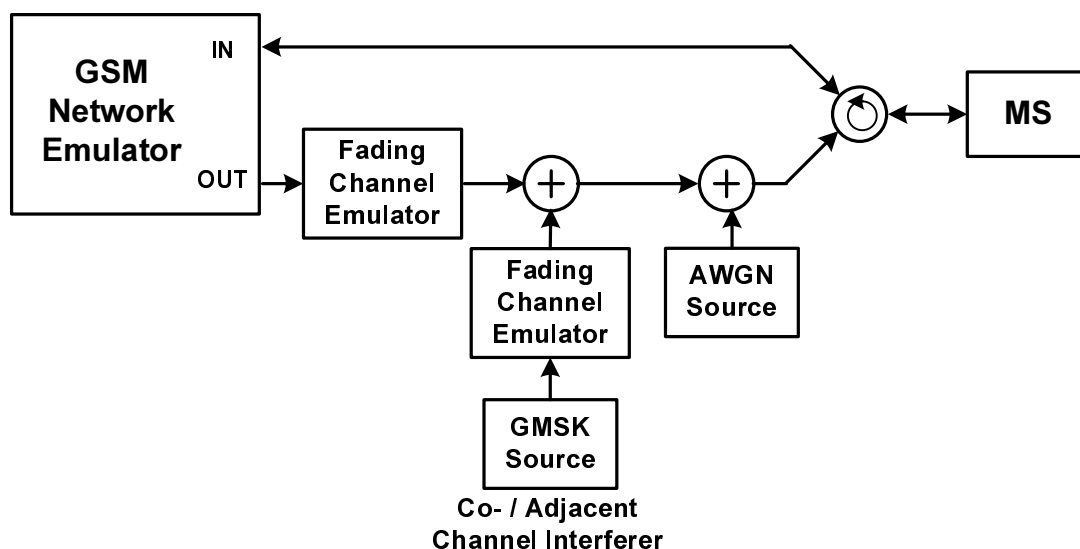 GSM
Network
Emulator
IN
OUT
Fading
Channel
Emulator
Fading
Channel
Emulator
AWGN
Source
GMSK
Source
Co- / Adjacent
Channel Interferer
MS